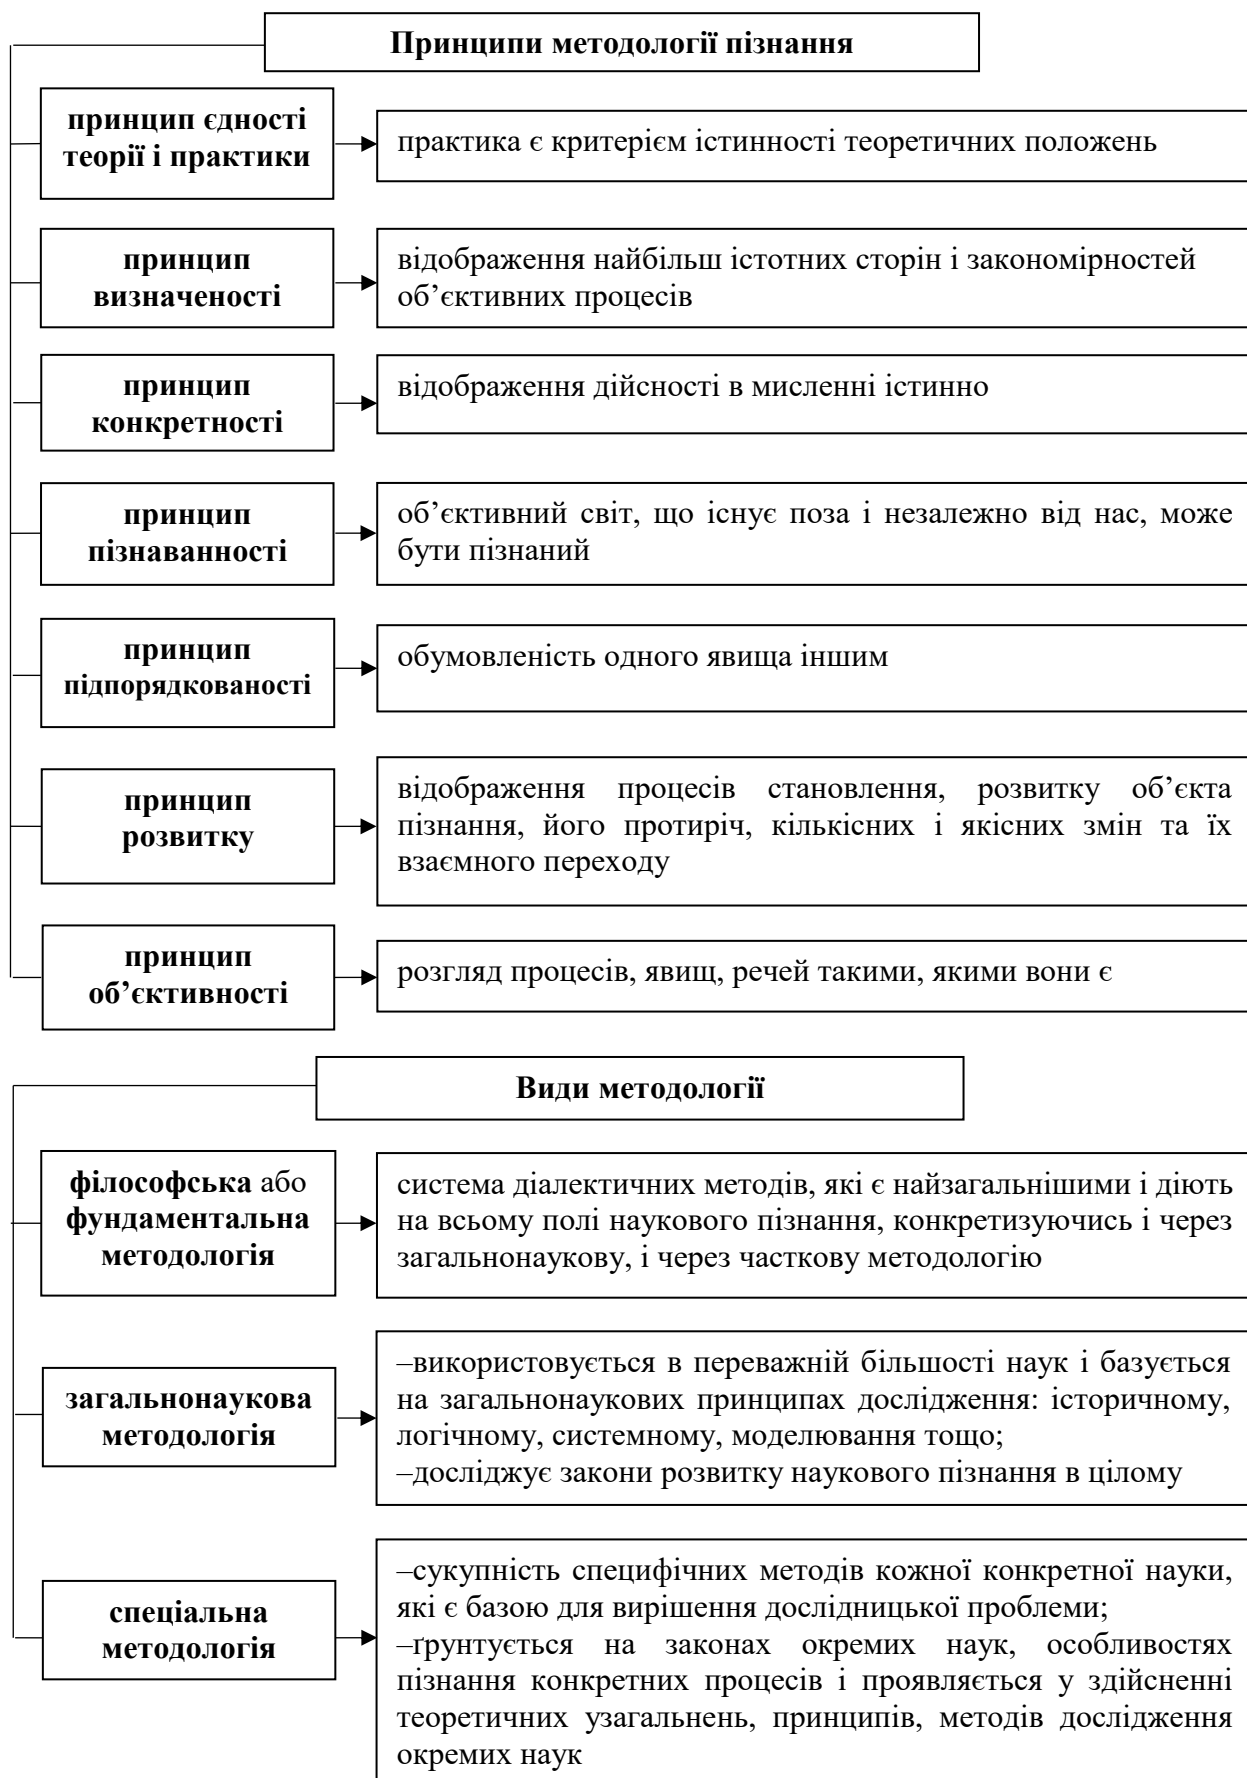 Принципи методології пізнання
принцип єдності
теорії і практики
практика є критерієм істинності теоретичних положень
принцип
визначеності
відображення найбільш істотних сторін і закономірностей
об’єктивних процесів
принцип
конкретності
відображення дійсності в мисленні істинно
принцип
пізнаванності
об’єктивний світ, що існує поза і незалежно від нас, може
бути пізнаний
принцип
підпорядкованості
обумовленість одного явища іншим
принцип
розвитку
відображення процесів становлення, розвитку об’єкта
пізнання, його протиріч, кількісних і якісних змін та їх
взаємного переходу
принцип
об’єктивності
розгляд процесів, явищ, речей такими, якими вони є
Види методології
філософська або
фундаментальна
методологія
система діалектичних методів, які є найзагальнішими і діють
на всьому полі наукового пізнання, конкретизуючись і через
загальнонаукову, і через часткову методологію
загальнонаукова
методологія
–використовується в переважній більшості наук і базується
на загальнонаукових принципах дослідження: історичному,
логічному, системному, моделювання тощо;
–досліджує закони розвитку наукового пізнання в цілому
спеціальна
методологія
–сукупність специфічних методів кожної конкретної науки,
які є базою для вирішення дослідницької проблеми;
–ґрунтується на законах окремих наук, особливостях
пізнання конкретних процесів і проявляється у здійсненні
теоретичних узагальнень, принципів, методів дослідження
окремих наук